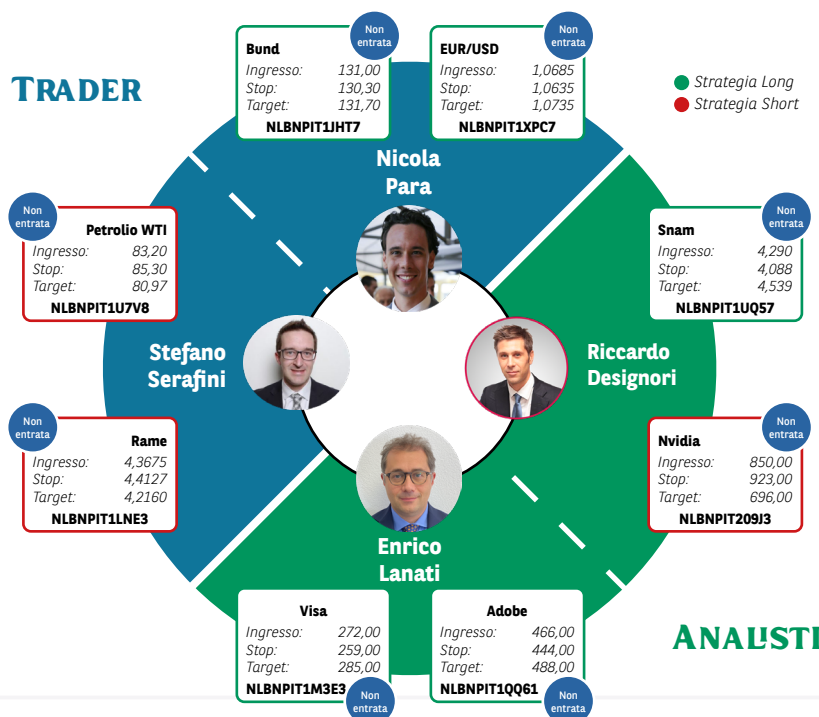 TRADER
Non
entrata
Bund
Ingresso: 131,00
Stop: 130,30
Target: 131,70
NLBNPIT1JHT7
Non
entrata
EUR/USD
Ingresso: 1,0685
Stop: 1,0635
Target: 1,0735
NLBNPIT1XPC7
Strategia Long
Strategia Short
Nicola
Para
Non
entrata
Petrolio WTI
Ingresso: 83,20
Stop: 85,30
Target: 80,97
NLBNPIT1U7V8
Non
entrata
Snam
Ingresso: 4,290
Stop: 4,088
Target: 4,539
NLBNPIT1UQ57
Stefano
Serafini
Riccardo
Designori
Non
entrata
Rame
Ingresso: 4,3675
Stop: 4,4127
Target: 4,2160
NLBNPIT1LNE3
Non
entrata
Nvidia
Ingresso: 850,00
Stop: 923,00
Target: 696,00
NLBNPIT209J3
Enrico
Lanati
Visa
Ingresso: 272,00
Stop: 259,00
Target: 285,00
NLBNPIT1M3E3
Non
entrata
Adobe
Ingresso: 466,00
Stop: 444,00
Target: 488,00
NLBNPIT1QQ61
Non
entrata
ANALISTI